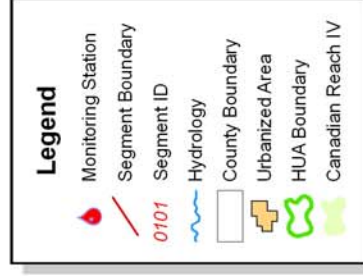 Legend
Monitoring Station
Segment Boundary
0101 Segment ID
Hydrology
County Boundary
Urbanized Area
HUA Boundary
Canadian Reach IV